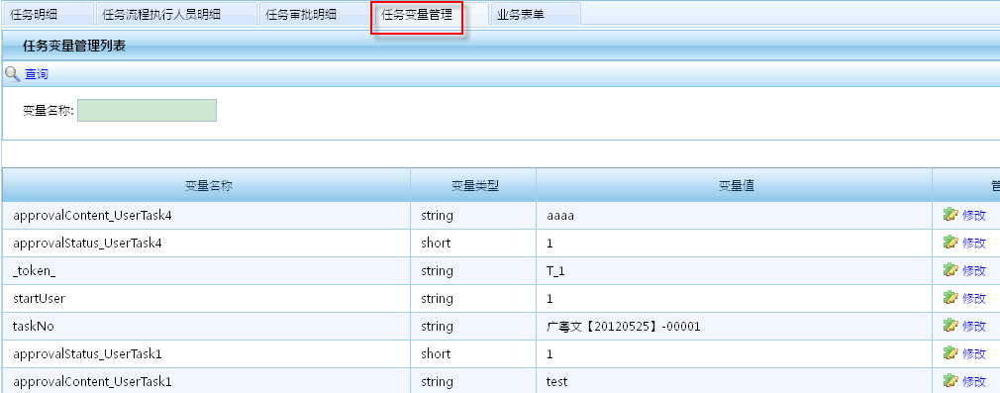 任务明细 任务流程执行人员明细 任务审批明细 任务变量管理 业务表单
任务变量管理列表
查询
变量名称:
变量名称 变量类型 变量值
approvalContent_UserTask4 string aaaa 修改
approvalStatus_UserTask4 short 1 修改
_token_ string T_1 修改
startUser string 1 修改
taskNo string 广粤文【20120525】-00001 修改
approvalStatus_UserTask1 short 1 修改
approvalContent_UserTask1 string test 修改